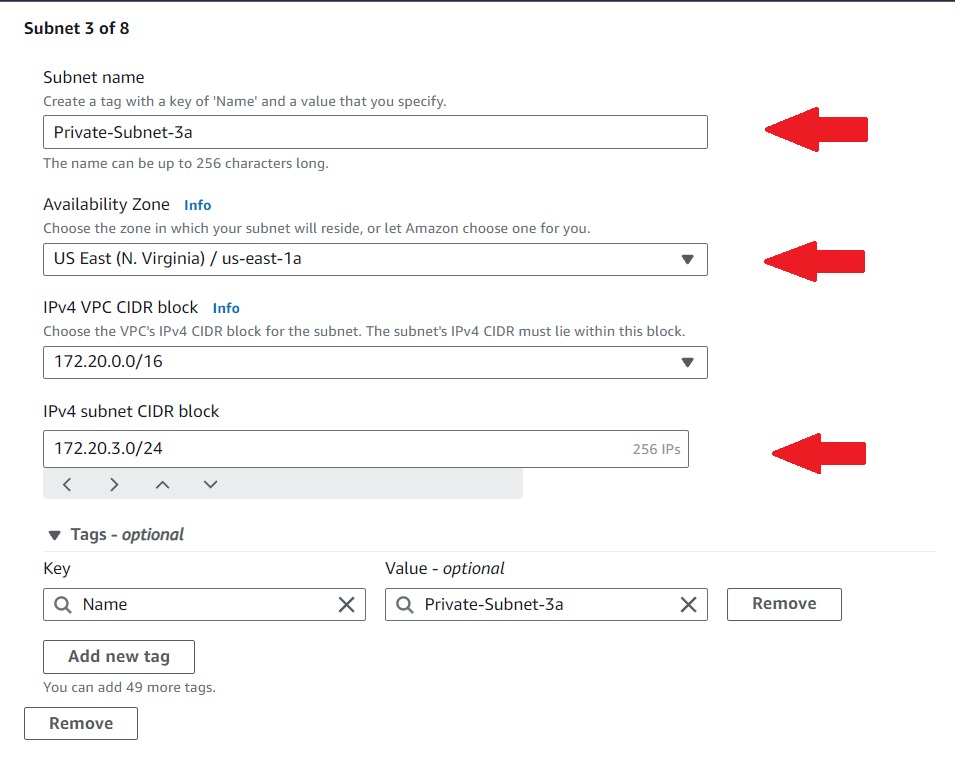 Subnet 3 of 8
Subnet name
Create a tag with a key of 'Name' and a value that you specify.
Private-Subnet-3a
The name can be up to 256 characters long.
Availability Zone Info
Choose the zone in which your subnet will reside, or let Amazon choose one for you.
US East (N. Virginia) / us-east-1a
IPv4 VPC CIDR block Info
Choose the VPC's IPv4 CIDR block for the subnet. The subnet's IPv4 CIDR must lie within this block.
172.20.0.0/16
IPv4 subnet CIDR block
172.20.3.0/24 256 IPs
Tags - optional
Key Value - optional
Name Private-Subnet-3a Remove
Add new tag
You can add 49 more tags.
Remove